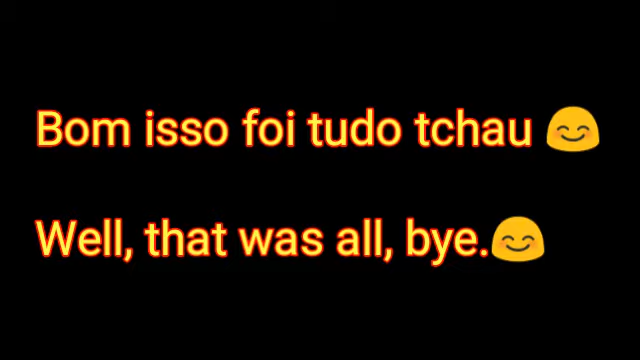 Bom isso foi tudo tchau 😊
Well, that was all, bye.😊